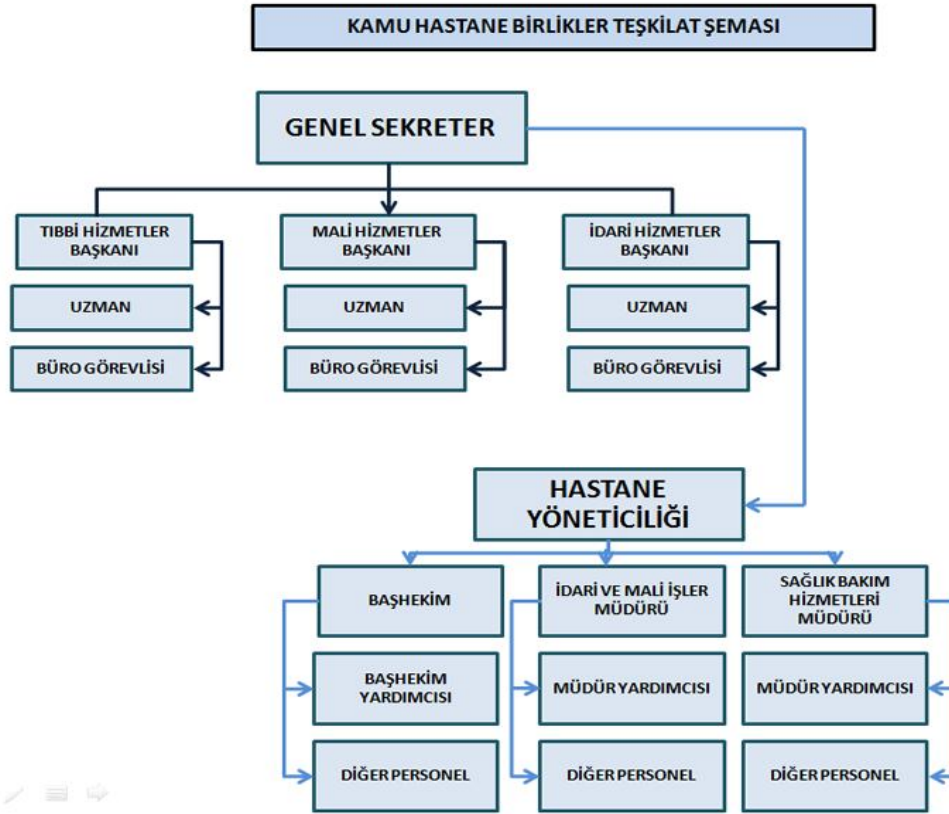 KAMU HASTANE BİRLİKLER TEŞKİLAT ŞEMASI
GENEL SEKRETER
TIBBİ HİZMETLER
BAŞKANI
MALİ HİZMETLER
BAŞKANI
İDARİ HİZMETLER
BAŞKANI
UZMAN
UZMAN
UZMAN
BÜRO GÖREVLİSİ
BÜRO GÖREVLİSİ
BÜRO GÖREVLİSİ
HASTANE
YÖNETİCİLİĞİ
BAŞHEKİM
İDARİ VE MALİ İŞLER
MÜDÜRÜ
SAĞLIK BAKIM
HİZMETLERİ
MÜDÜRÜ
BAŞHEKİM
YARDIMCISI
MÜDÜR YARDIMCISI
MÜDÜR YARDIMCISI
DİĞER PERSONEL
DİĞER PERSONEL
DİĞER PERSONEL